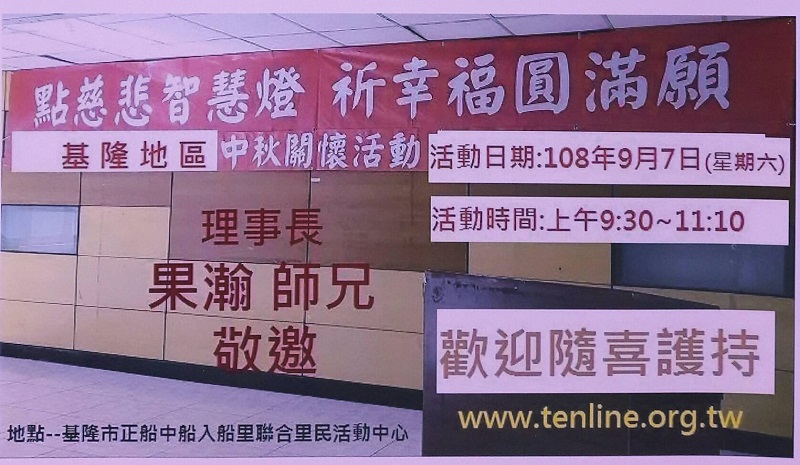 點慈悲智慧燈 祈幸福圓滿願
基隆地區 中秋關懷活動
活動日期:108年9月7日(星期六)
活動時間:上午9:30~11:10
理事長
果瀚 師兄
敬邀
歡迎隨喜護持
www.tenline.org.tw
地點--基隆市正船中船入船里聯合里民活動中心